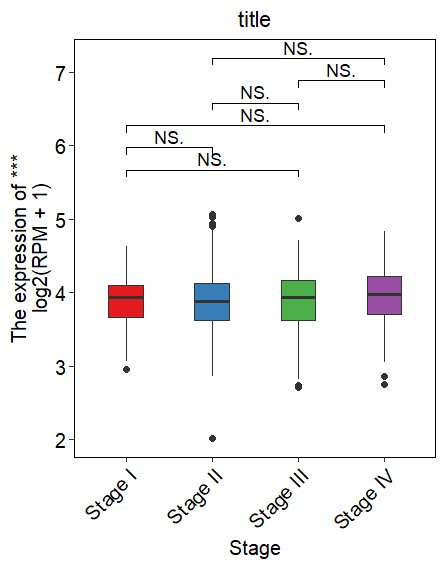 title
The expression of ***
log2(RPM + 1)
7
6
5
4
3
2
NS.
NS.
NS.
NS.
NS.
NS.
Stage I
Stage II
Stage III
Stage IV
Stage